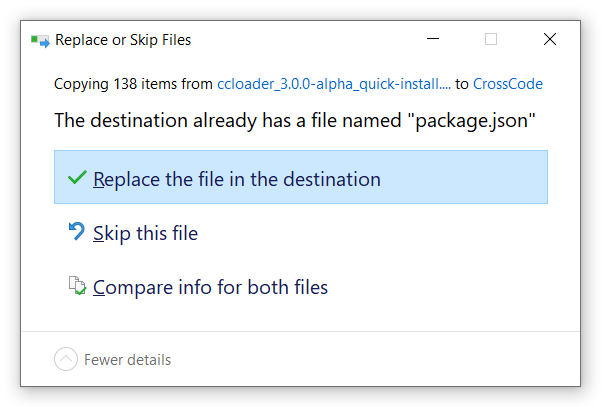 Replace or Skip Files
Copying 138 items from ccloader_3.0.0-alpha_quick-install.... to CrossCode
The destination already has a file named "package.json"
Replace the file in the destination
Skip this file
Compare info for both files
Fewer details